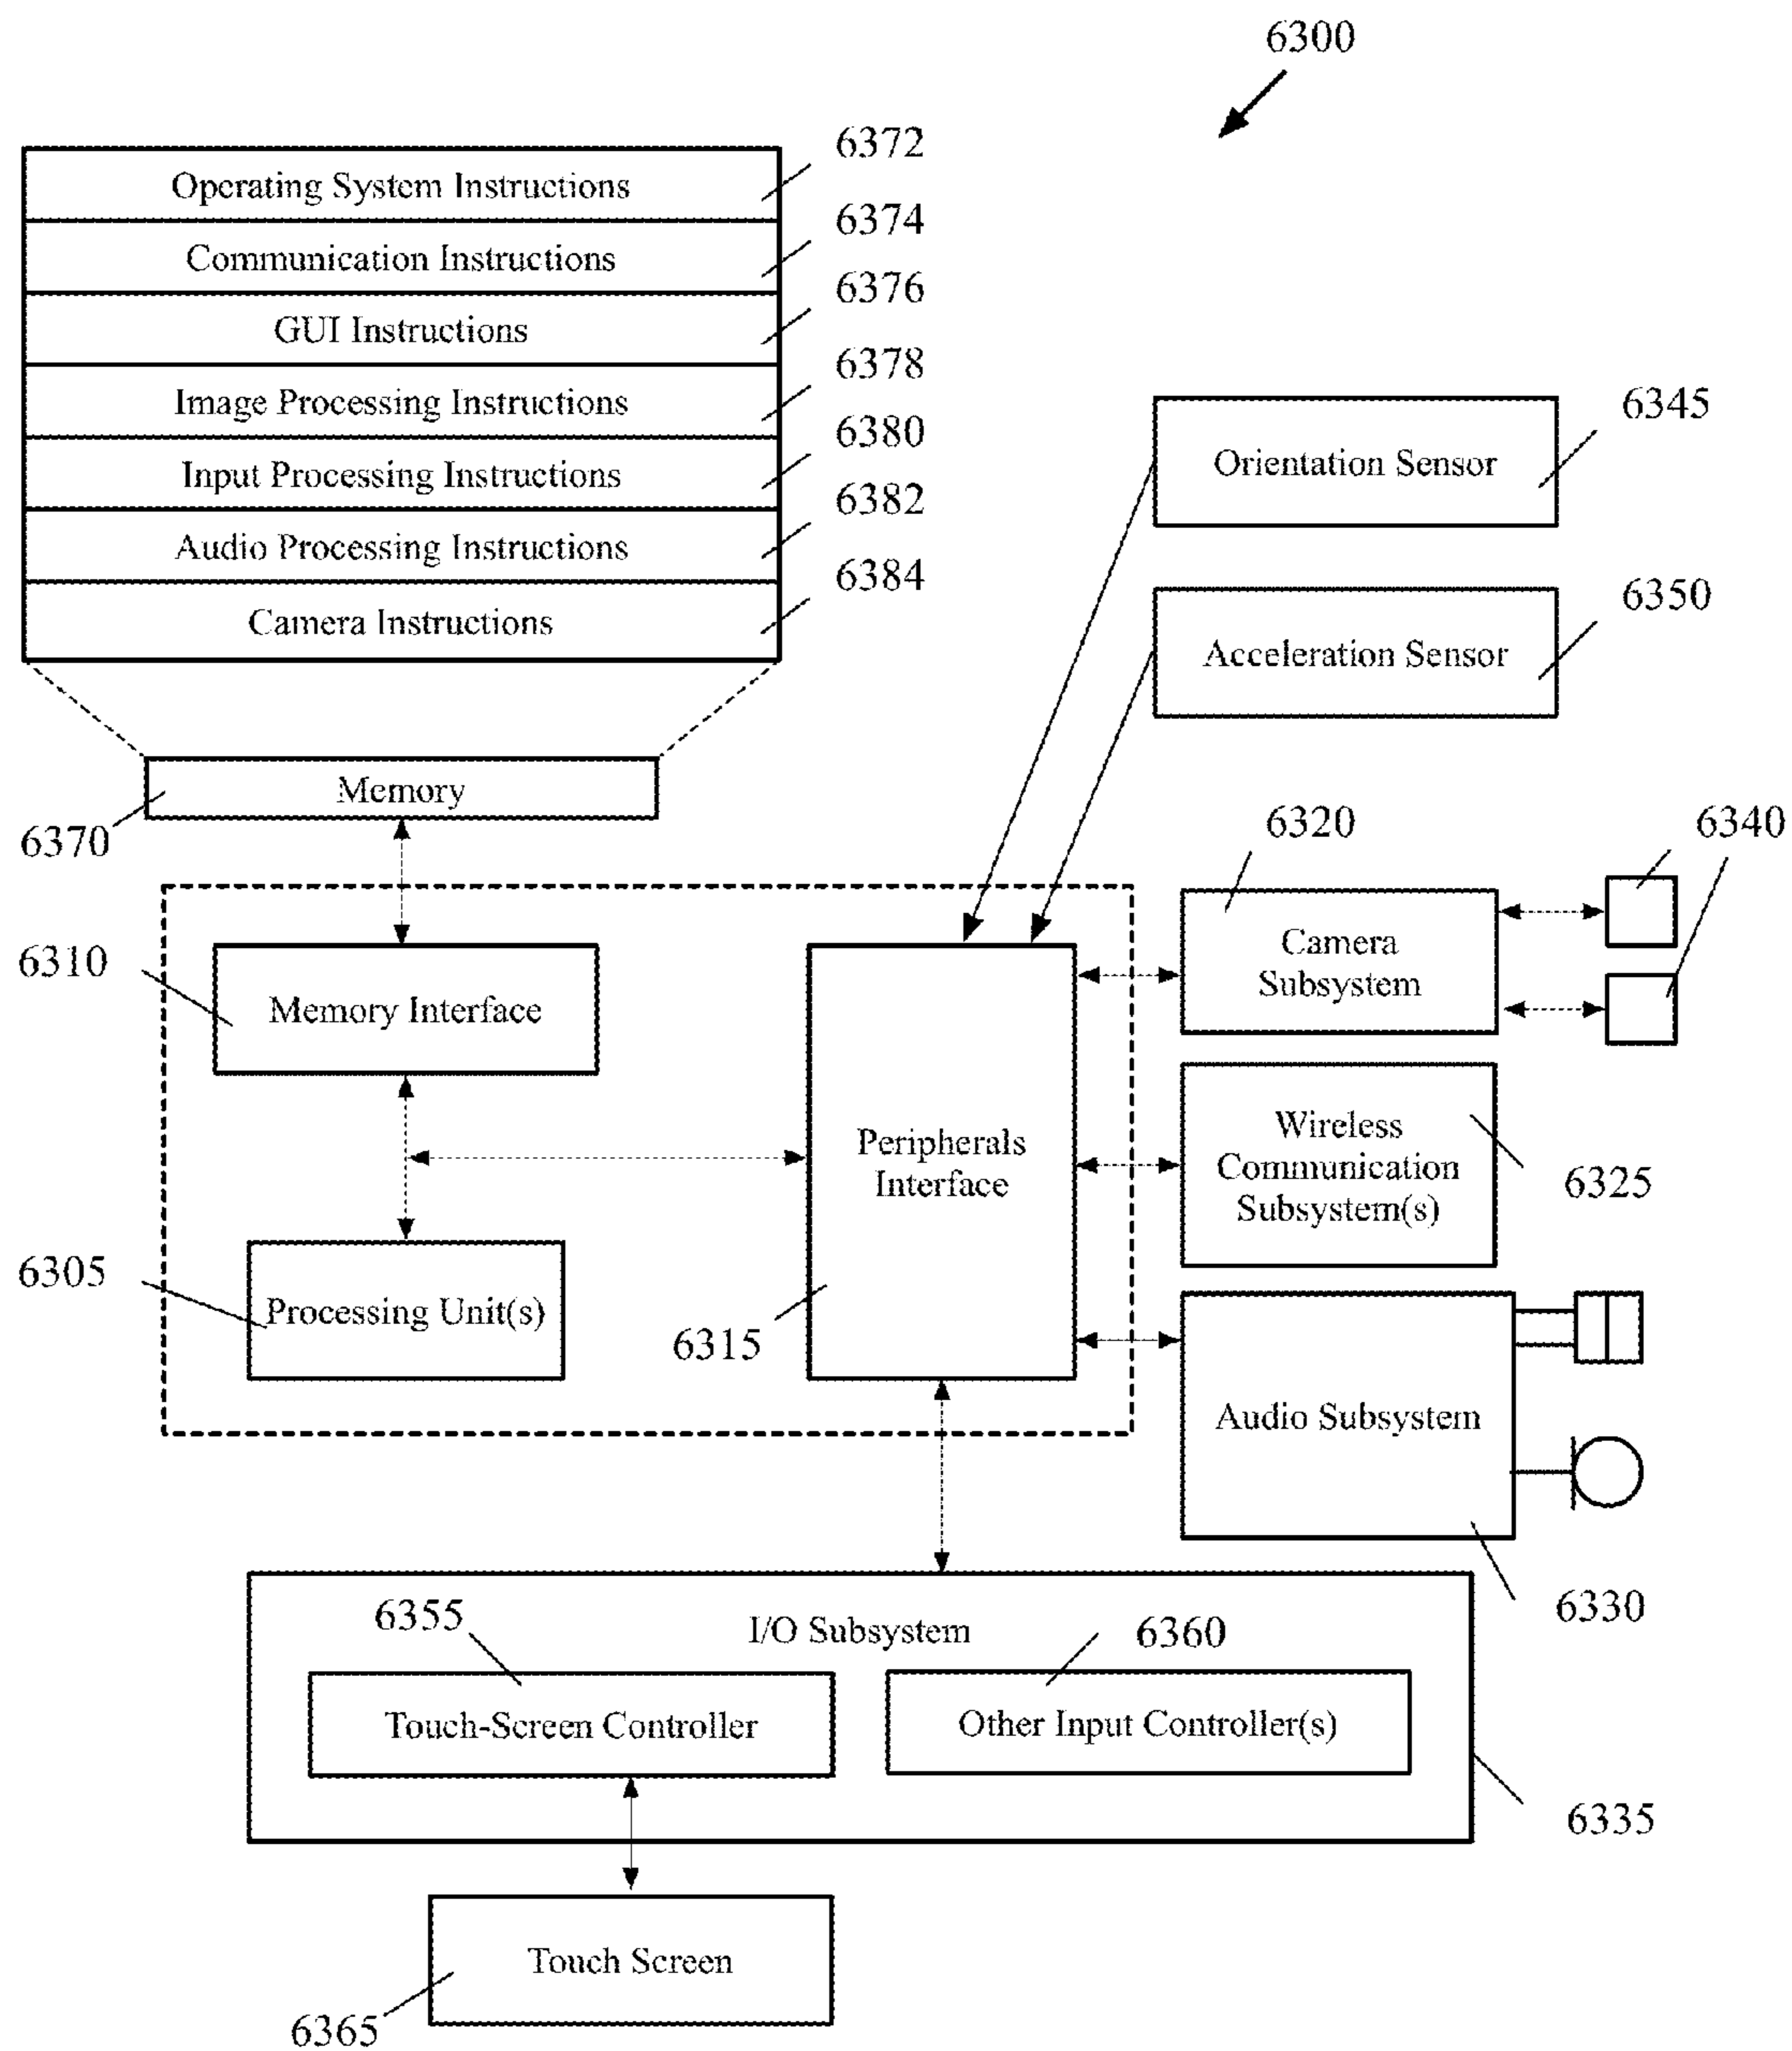 6300
6372
Operating System Instructions
6374
Communication Instructions
6376
GUI Instructions
6378
Image Processing Instructions
6380
Input Processing Instructions
6382
Audio Processing Instructions
6384
Camera Instructions
6345
Orientation Sensor
6350
Acceleration Sensor
Memory
6370
6320
6340
Camera
Subsystem
6310
Memory Interface
Peripherals
Interface
Wireless
Communication
Subsystem(s)
6325
6305
Processing Unit(s)
6315
Audio Subsystem
6330
6355
I/O Subsystem
6360
Touch-Screen Controller
Other Input Controller(s)
6335
Touch Screen
6365